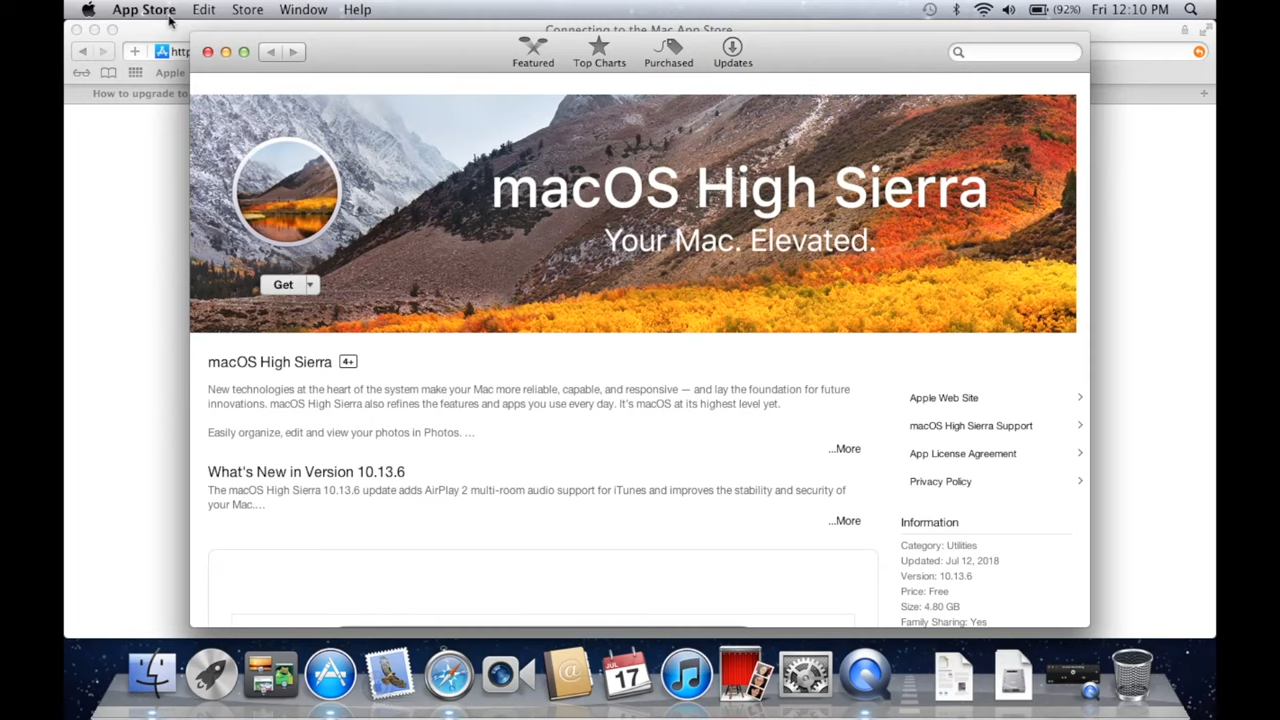 App Store Edit Store Window Help (92%) Fri 12:10 PM
Connecting to the Mac App Store
http
Apple
How to upgrade to
Featured Top Charts Purchased Updates
macOS High Sierra
Your Mac. Elevated.
Get
macOS High Sierra 4+
New technologies at the heart of the system make your Mac more reliable, capable, and responsive — and lay the foundation for future
innovations. macOS High Sierra also refines the features and apps you use every day. It's macOS at its highest level yet.
Easily organize, edit and view your photos in Photos. ...
...More
What's New in Version 10.13.6
The macOS High Sierra 10.13.6 update adds AirPlay 2 multi-room audio support for iTunes and improves the stability and security of
your Mac....
...More
Apple Web Site
macOS High Sierra Support
App License Agreement
Privacy Policy
Information
Category: Utilities
Updated: Jul 12, 2018
Version: 10.13.6
Price: Free
Size: 4.80 GB
Family Sharing: Yes
JUL
17